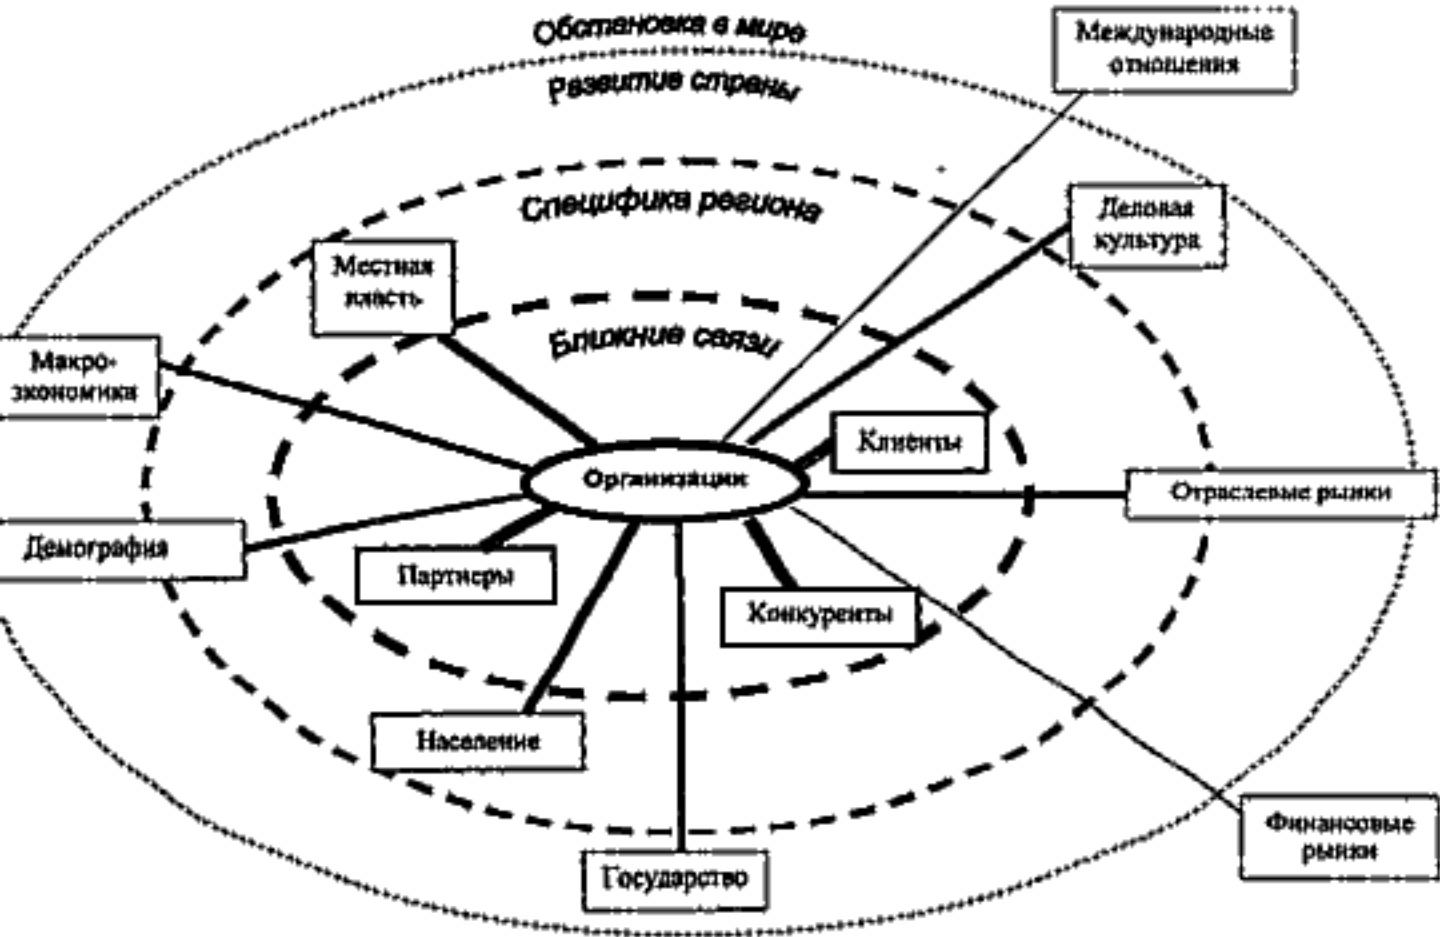 Обстановка в мире
Международные
отношения
Развитие страны
Специфика региона
Деловая
культура
Местная
власть
Ближние связи
Макро-
экономика
Клиенты
Организации
Отраслевые рынки
Демография
Партнеры
Конкуренты
Население
Государство
Финансовые
рынки